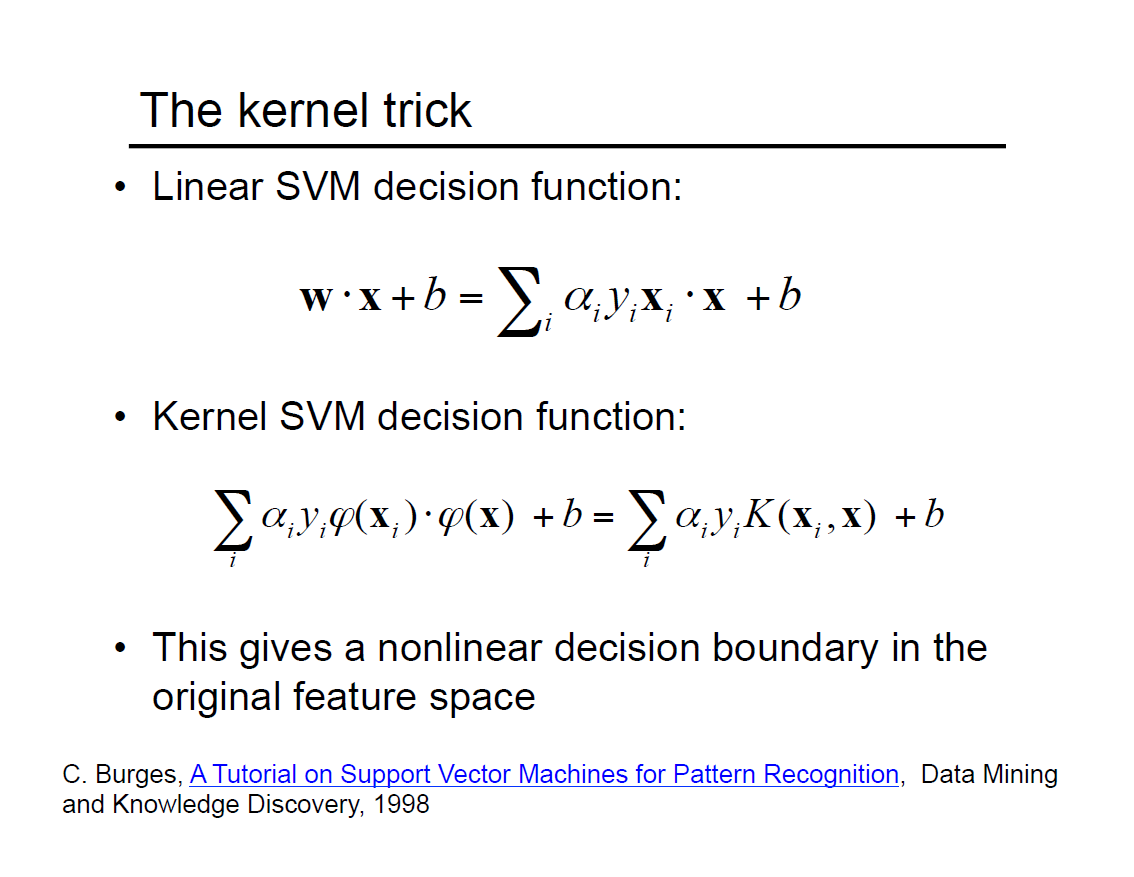 The kernel trick
• Linear SVM decision function:
w · x + b = ∑ᵢ αᵢ yᵢ xᵢ · x + b
• Kernel SVM decision function:
∑ᵢ αᵢ yᵢ φ(xᵢ) · φ(x) + b = ∑ᵢ αᵢ yᵢ K(xᵢ, x) + b
• This gives a nonlinear decision boundary in the
original feature space
C. Burges, A Tutorial on Support Vector Machines for Pattern Recognition, Data Mining
and Knowledge Discovery, 1998